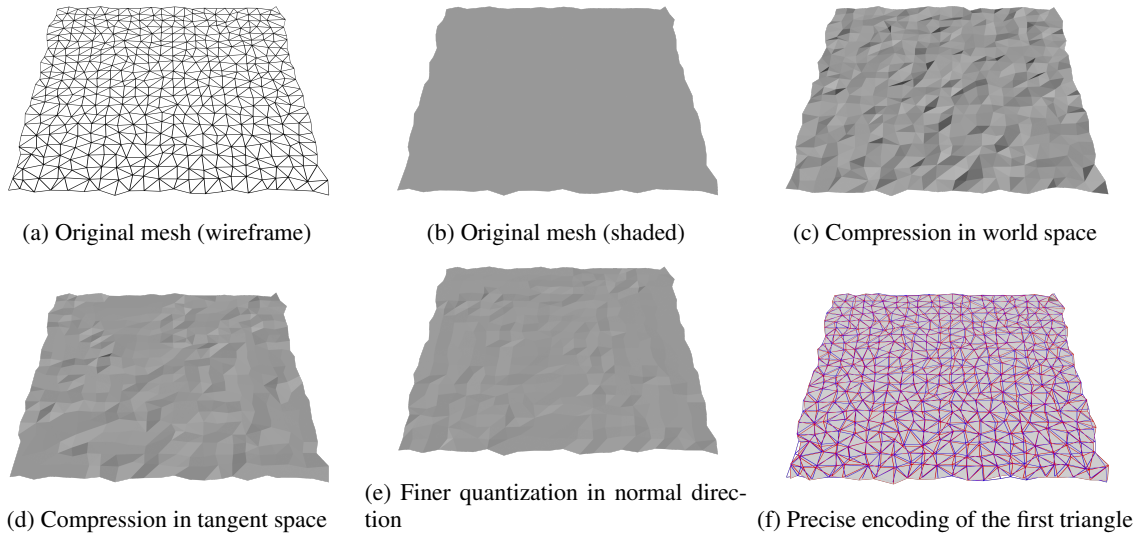 (a) Original mesh (wireframe)
(b) Original mesh (shaded)
(c) Compression in world space
(d) Compression in tangent space
(e) Finer quantization in normal direc-
tion
(f) Precise encoding of the first triangle